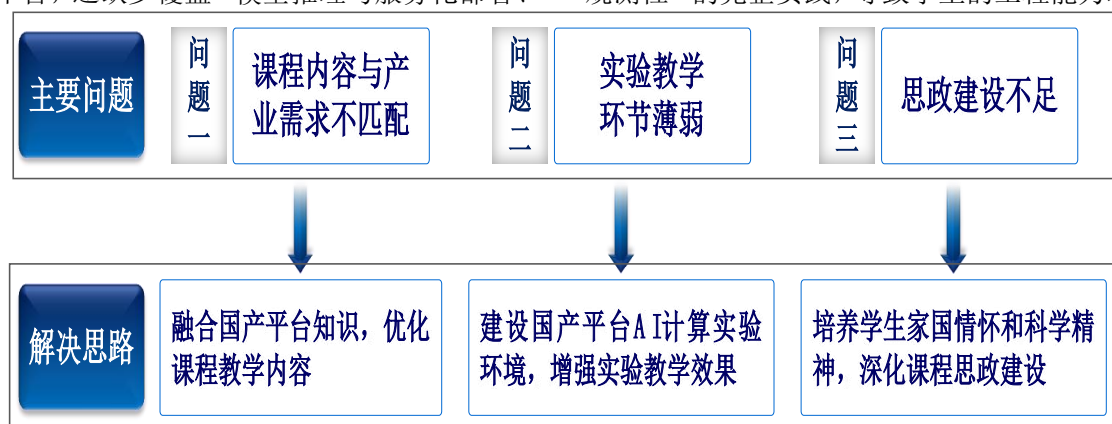 主要问题
问题一
课程内容与产
业需求不匹配
问题二
实验教学
环节薄弱
问题三
思政建设不足
解决思路
融合国产平台知识，优化
课程教学内容
建设国产平台AI计算实验
环境，增强实验教学效果
培养学生家国情怀和科学精
神，深化课程思政建设